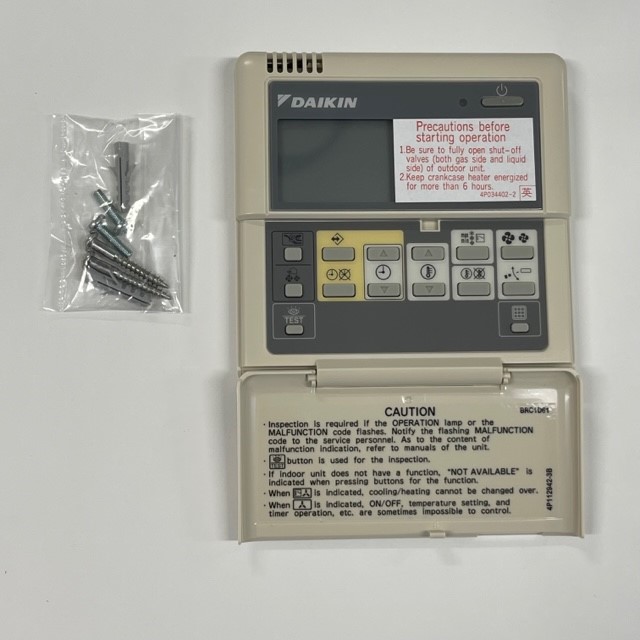 DAIKIN
Precautions before
starting operation
1.Be sure to fully open shut-off
valves (both gas side and liquid
side) of outdoor unit.
2.Keep crankcase heater energized
for more than 6 hours.
4P034402-2 英
TEST
CAUTION
BRC1D61
· Inspection is required if the OPERATION lamp or the
MALFUNCTION code flashes. Notify the flashing MALFUNCTION
code to the service personnel. As to the content of
malfunction indication, refer to manuals of the unit.
· TEST button is used for the inspection.
· If indoor unit does not have a function, "NOT AVAILABLE" is
indicated when pressing buttons for the function.
· When is indicated, cooling/heating cannot be changed over.
· When is indicated, ON/OFF, temperature setting, and
timer operation, etc. are sometimes impossible to control.
4P112942-3B